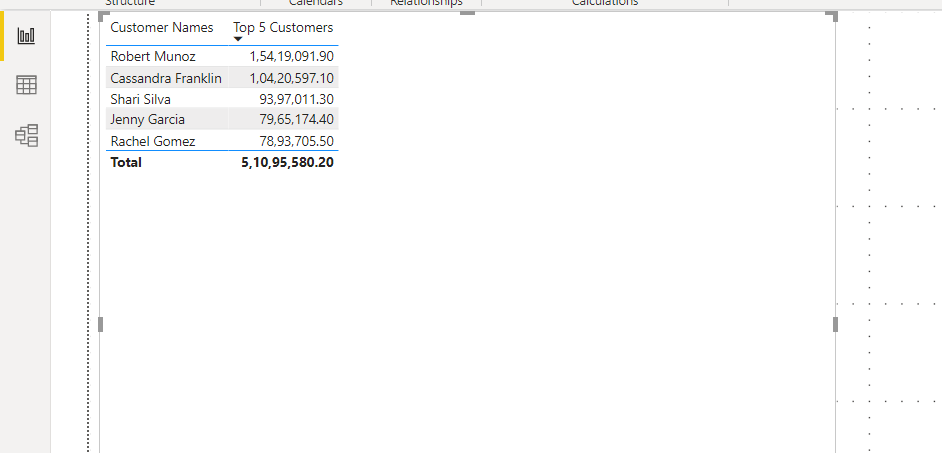 Structure Calendars Relationships Calculations
Customer Names Top 5 Customers
Robert Munoz 1,54,19,091.90
Cassandra Franklin 1,04,20,597.10
Shari Silva 93,97,011.30
Jenny Garcia 79,65,174.40
Rachel Gomez 78,93,705.50
Total 5,10,95,580.20